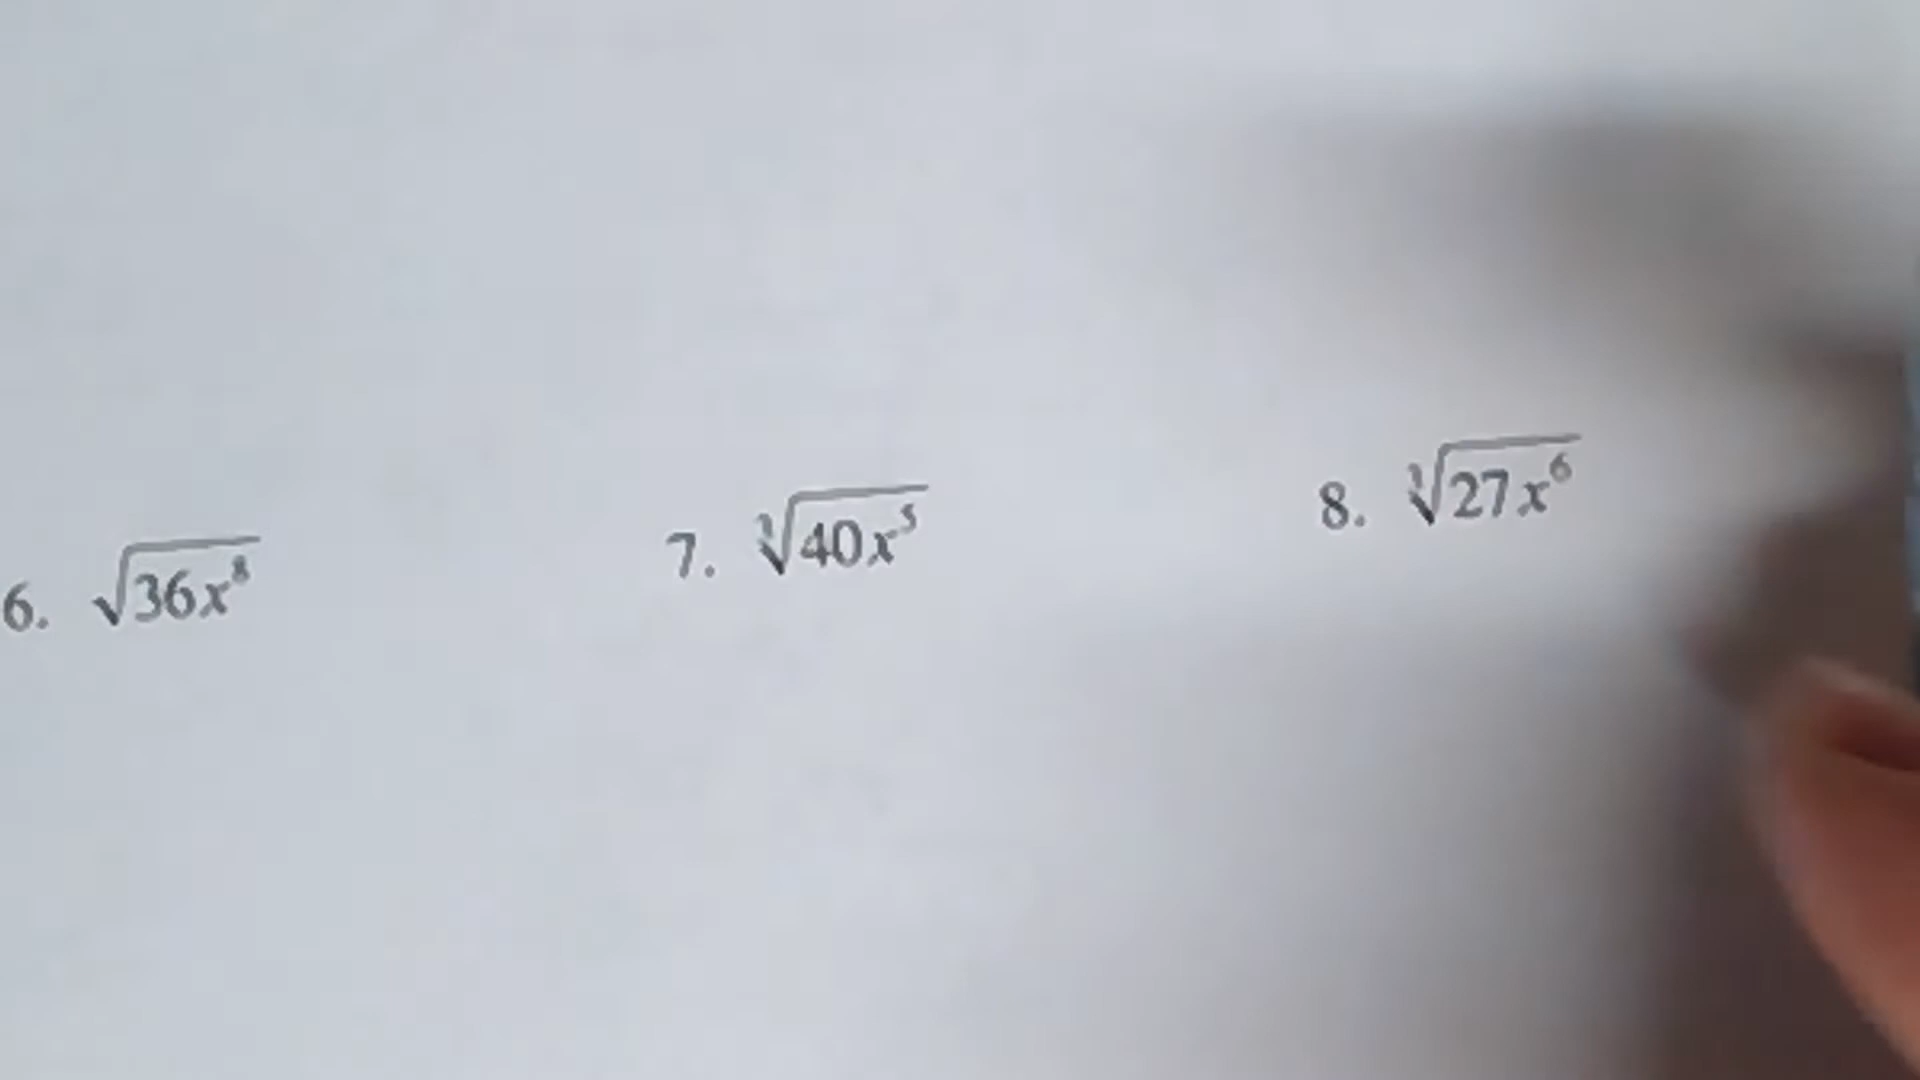 6. √36x⁸
7. ∛40x⁵
8. ∛27x⁶